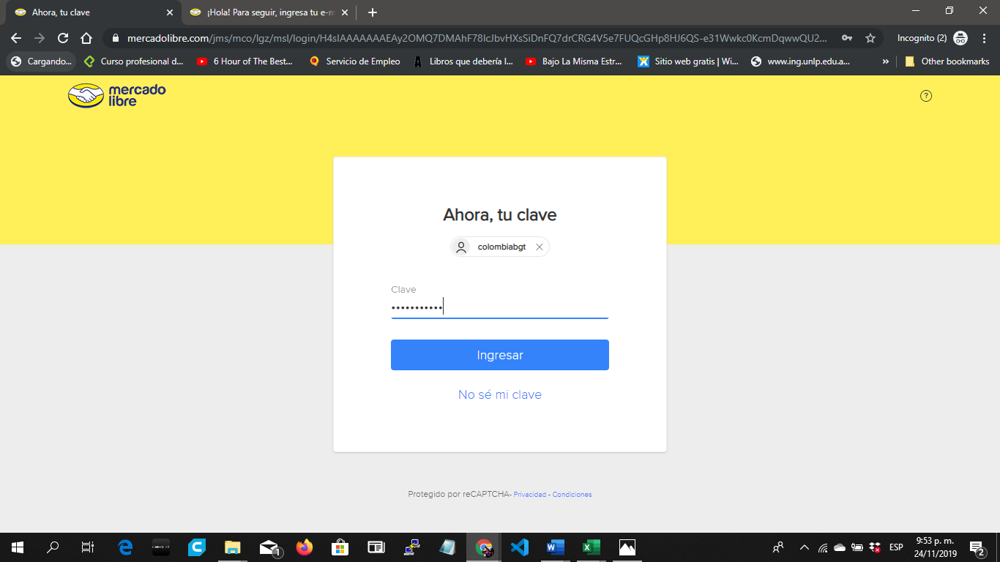 Ahora, tu clave
¡Hola! Para seguir, ingresa tu e-m
mercadolibre.com/jms/mco/lgz/msl/login/
Incognito (2)
Cargando...
Curso profesional d...
6 Hour of The Best...
Servicio de Empleo
Libros que debería l...
Bajo La Misma Estr...
Sitio web gratis | Wi...
www.ing.unlp.edu.a...
»
Other bookmarks
mercado
libre
?
Ahora, tu clave
colombiabgt
Clave
Ingresar
No sé mi clave
Protegido por reCAPTCHA- Privacidad - Condiciones
1
ESP
9:53 p. m.
24/11/2019
2